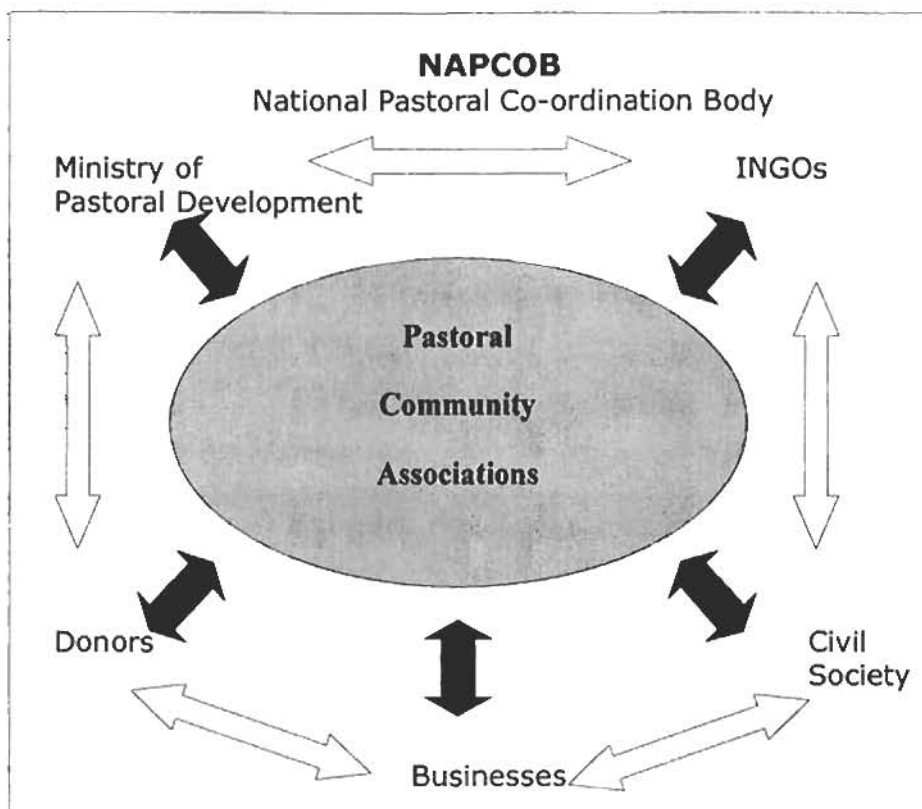 NAPCOB
National Pastoral Co-ordination Body
Ministry of
Pastoral Development
INGOs
Pastoral
Community
Associations
Donors
Civil
Society
Businesses